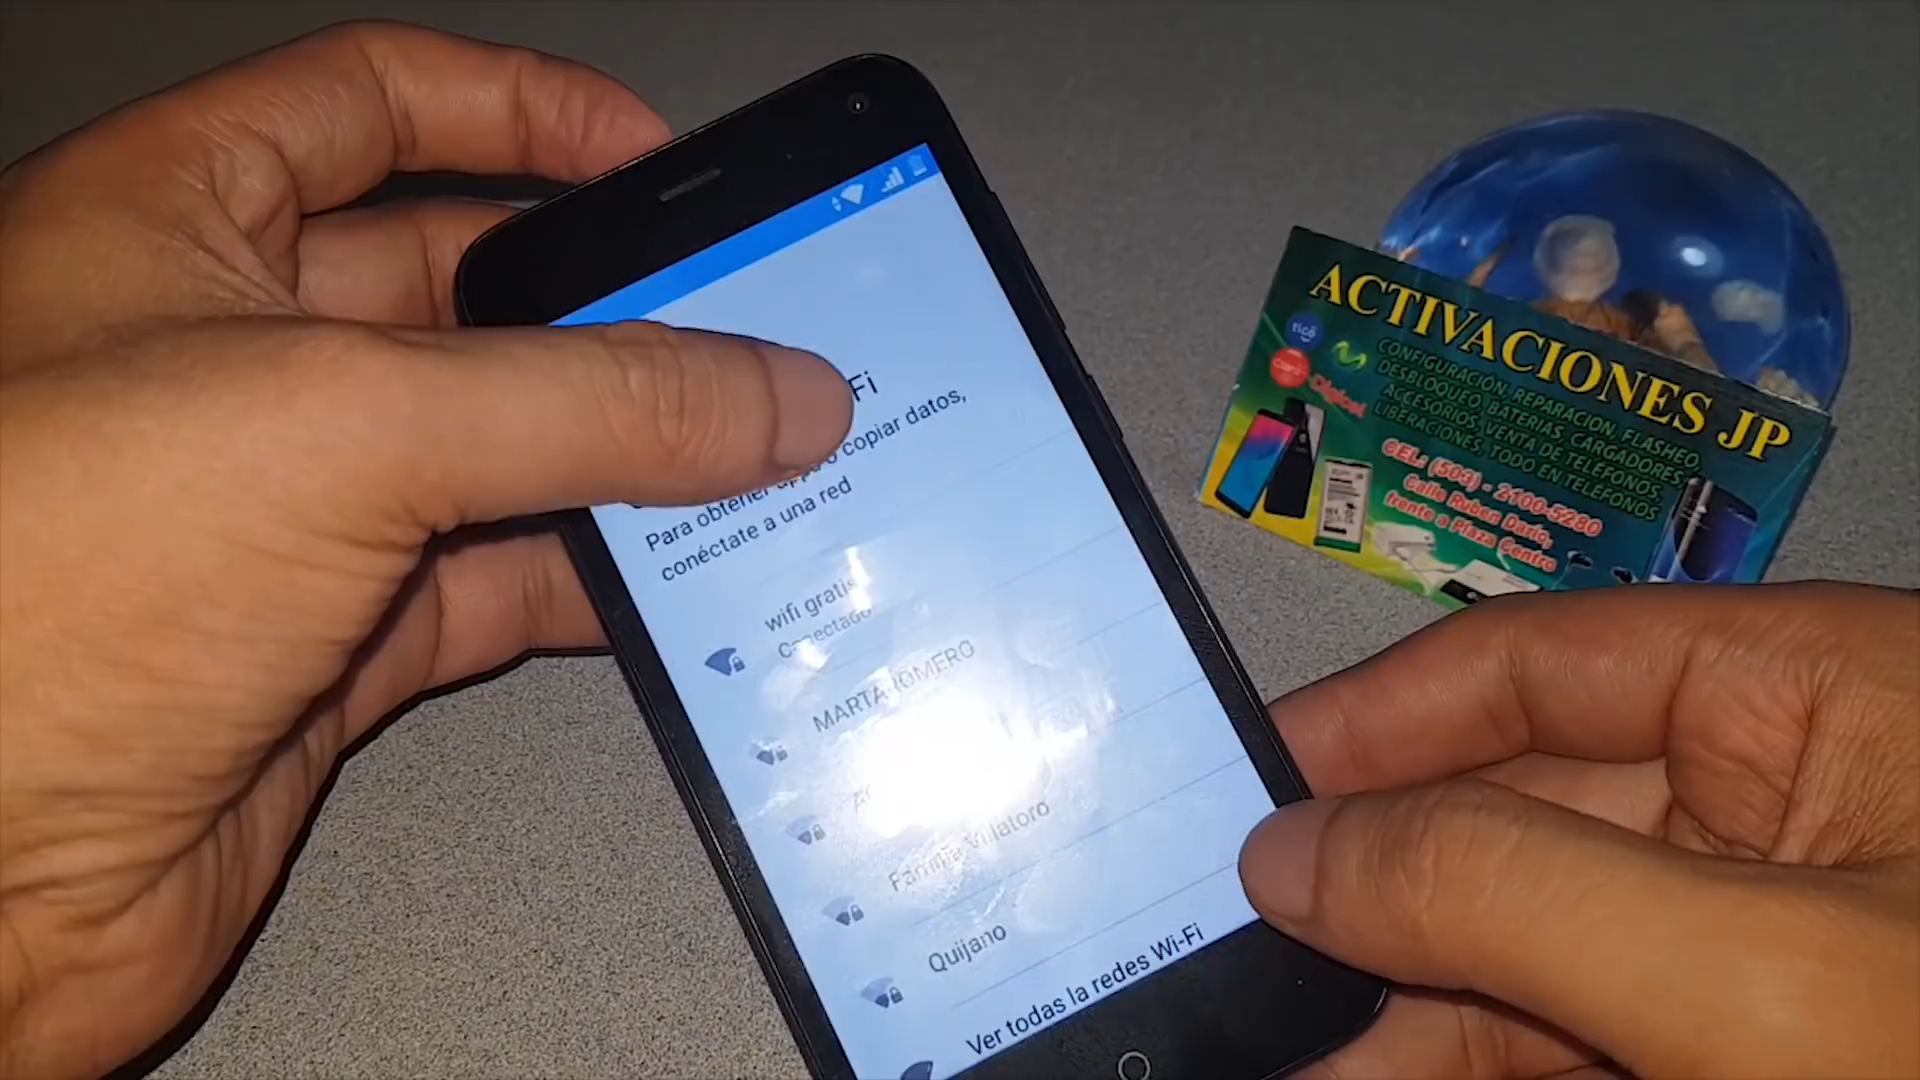 Fi
copiar datos,
Para obtener
conéctate a una red
wifi gratis
Conectado
MARTA ROMERO
Familia Villatoro
Quijano
Ver todas la redes Wi-Fi
ACTIVACIONES JP
tigo
Claro
Digicel
CONFIGURACIÓN, REPARACION, FLASHEO
DESBLOQUEO, BATERIAS, CARGADORES
ACCESORIOS, VENTA DE TELEFONOS,
LIBERACIONES, TODO EN TELEFONOS
CEL: (503) - 2100-5280
Calle Ruben Dario,
frente a Plaza Centro